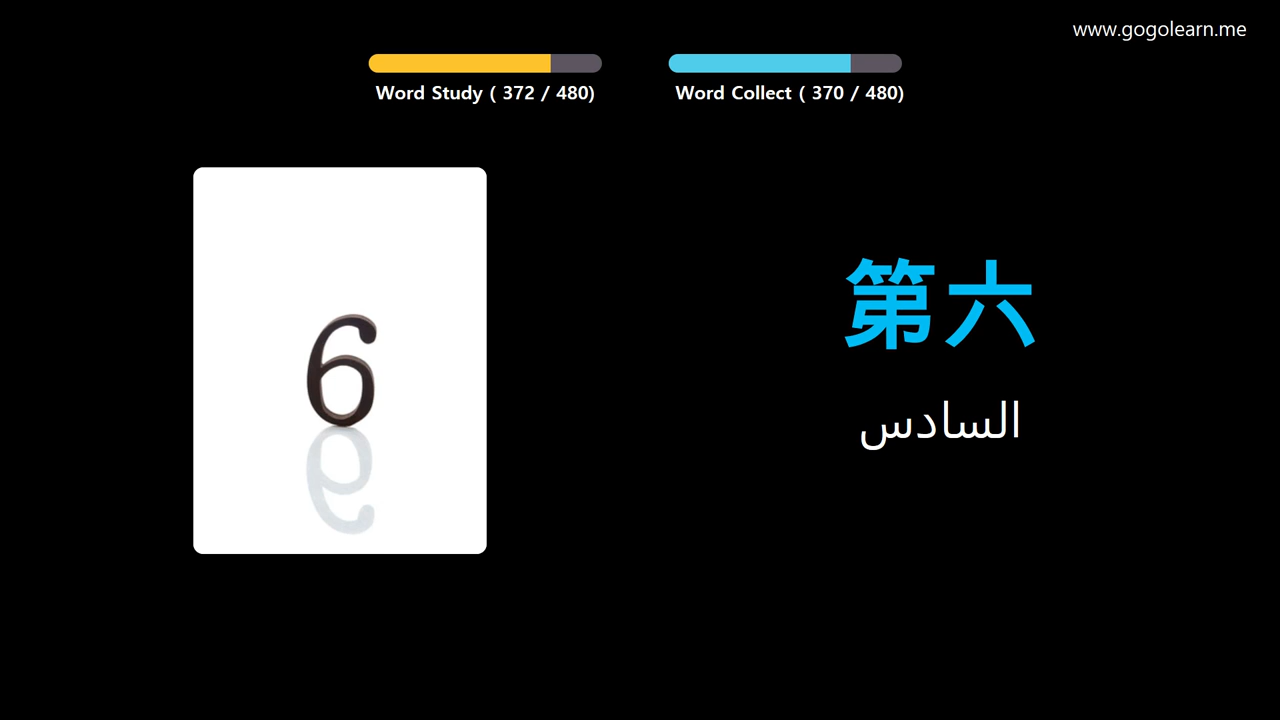 www.gogolearn.me
Word Study ( 372 / 480)
Word Collect ( 370 / 480)
6
第六
السادس